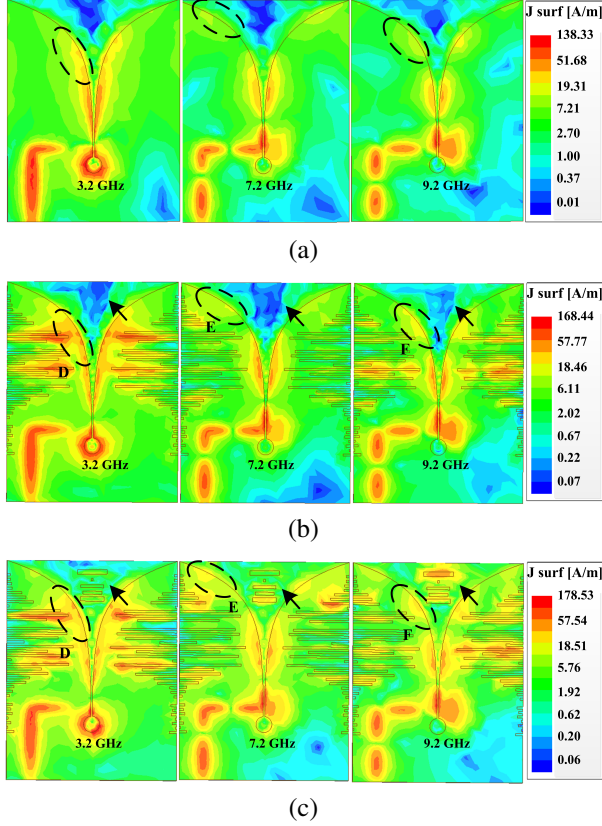 J surf [A/m]
138.33
51.68
19.31
7.21
2.70
1.00
0.37
0.01
3.2 GHz
7.2 GHz
9.2 GHz
(a)
J surf [A/m]
168.44
57.77
18.46
6.11
2.02
0.67
0.22
0.07
D
E
F
3.2 GHz
7.2 GHz
9.2 GHz
(b)
J surf [A/m]
178.53
57.54
18.51
5.76
1.92
0.62
0.20
0.06
D
E
F
3.2 GHz
7.2 GHz
9.2 GHz
(c)